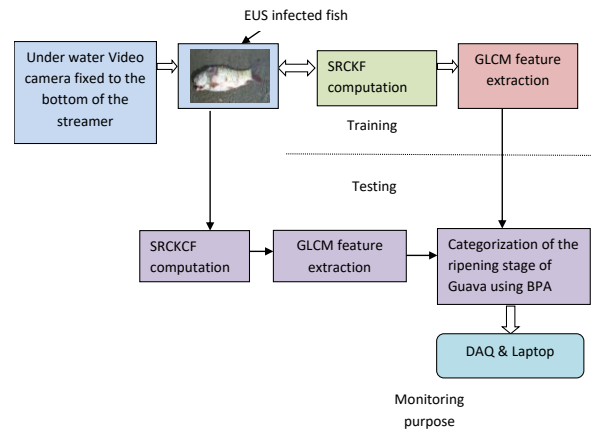 EUS infected fish
Under water Video
camera fixed to the
bottom of the
streamer
SRCKF
computation
GLCM feature
extraction
Training
Testing
SRCKCF
computation
GLCM feature
extraction
Categorization of the
ripening stage of
Guava using BPA
DAQ & Laptop
Monitoring
purpose